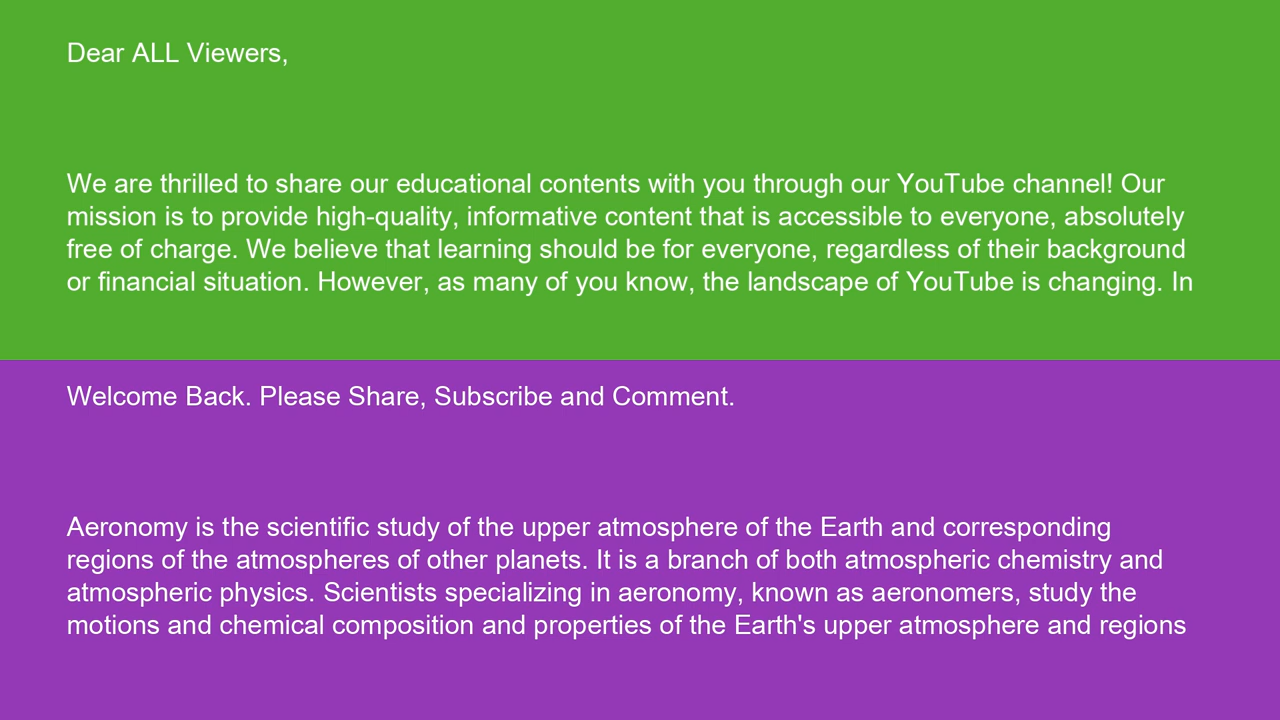 Dear ALL Viewers,
We are thrilled to share our educational contents with you through our YouTube channel! Our
mission is to provide high-quality, informative content that is accessible to everyone, absolutely
free of charge. We believe that learning should be for everyone, regardless of their background
or financial situation. However, as many of you know, the landscape of YouTube is changing. In
Welcome Back. Please Share, Subscribe and Comment.
Aeronomy is the scientific study of the upper atmosphere of the Earth and corresponding
regions of the atmospheres of other planets. It is a branch of both atmospheric chemistry and
atmospheric physics. Scientists specializing in aeronomy, known as aeronomers, study the
motions and chemical composition and properties of the Earth's upper atmosphere and regions